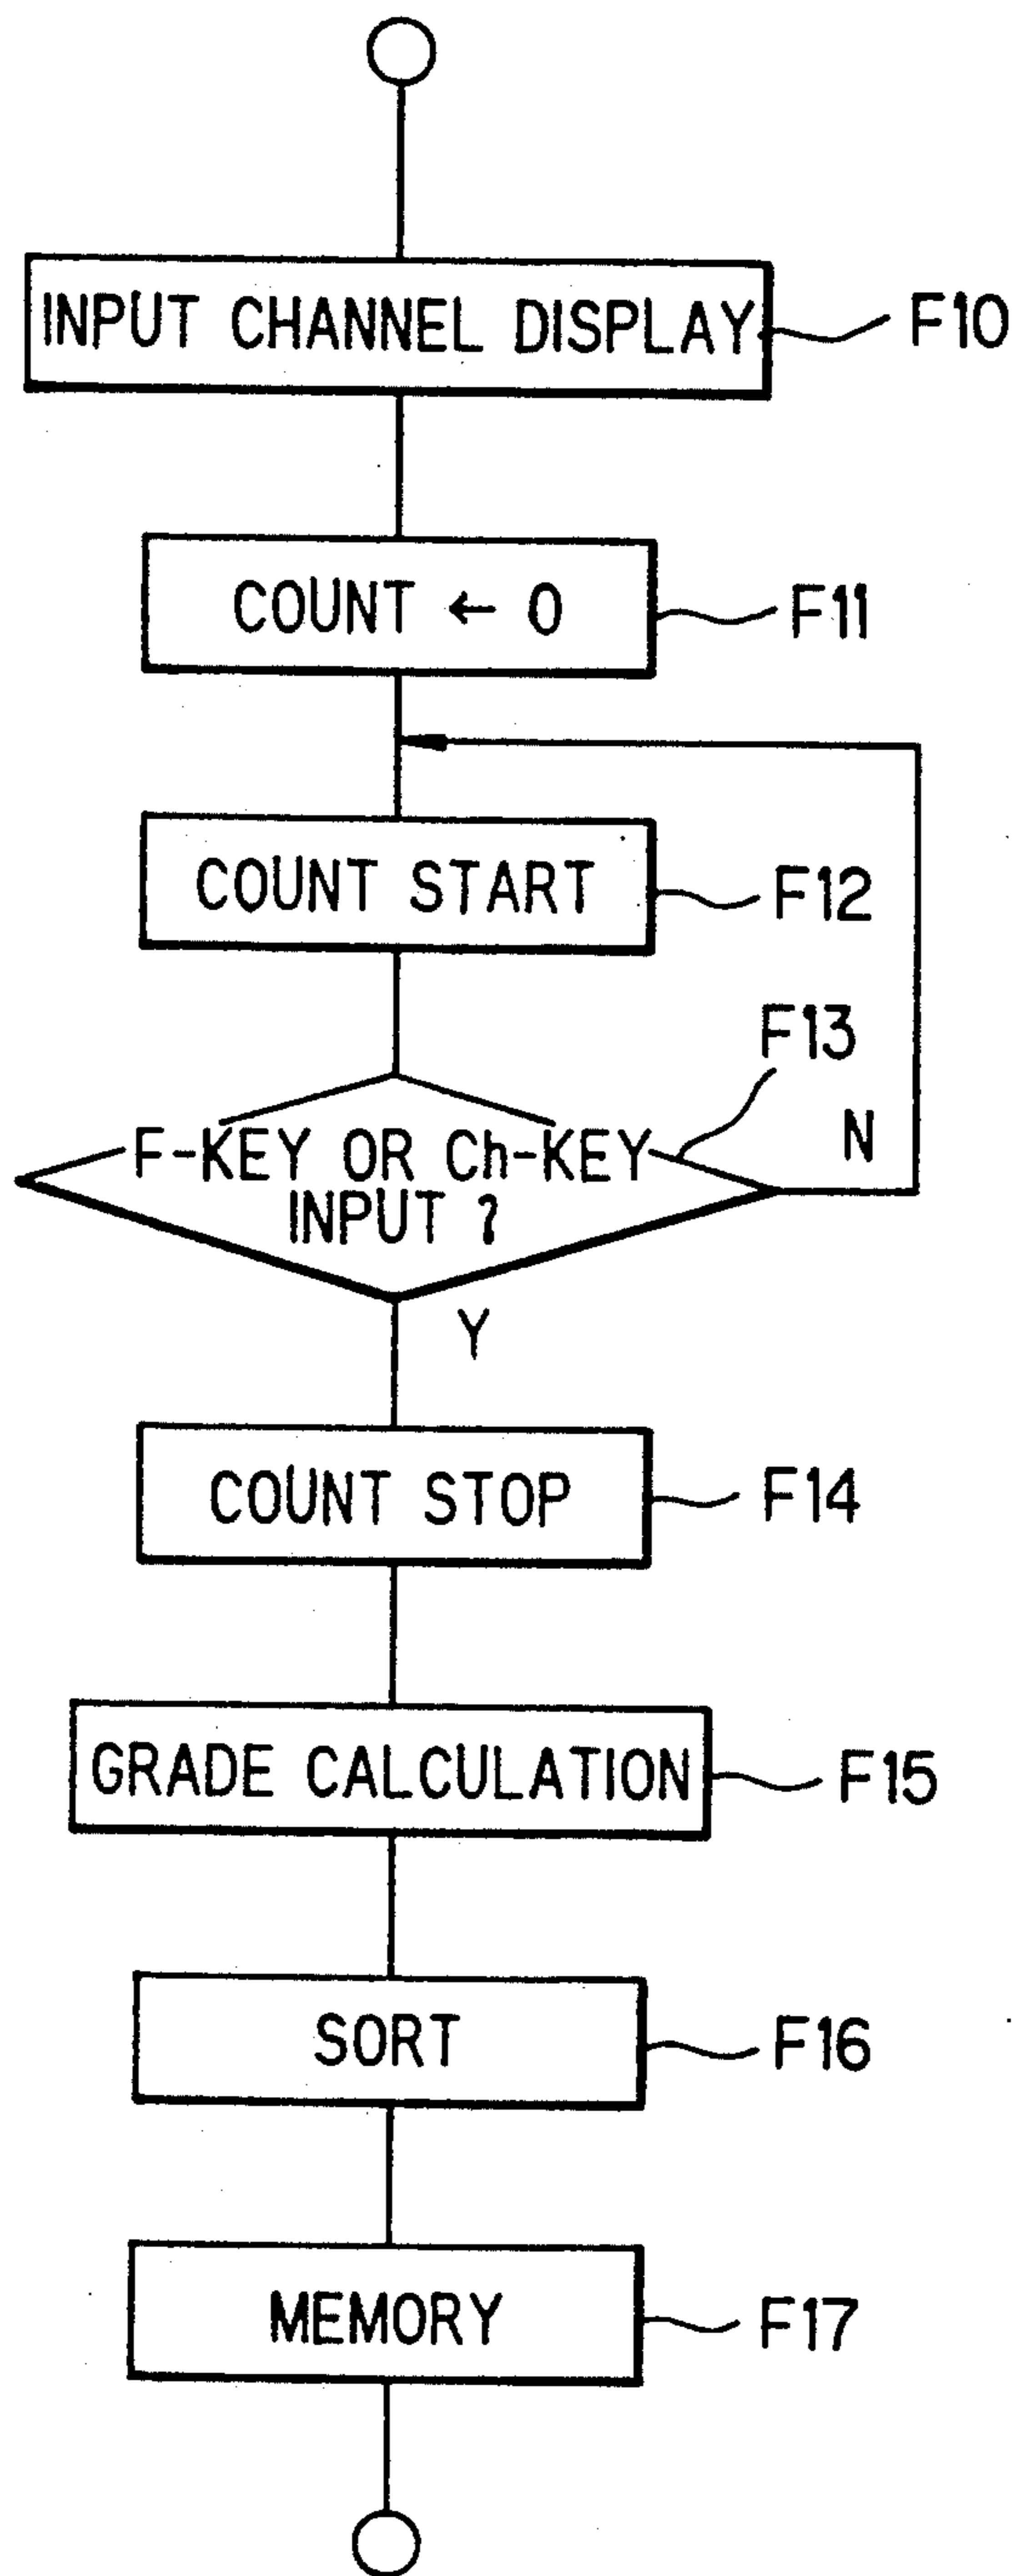 INPUT CHANNEL DISPLAY
F10
COUNT ← 0
F11
COUNT START
F12
F13
F-KEY OR Ch-KEY
INPUT ?
N
Y
COUNT STOP
F14
GRADE CALCULATION
F15
SORT
F16
MEMORY
F17